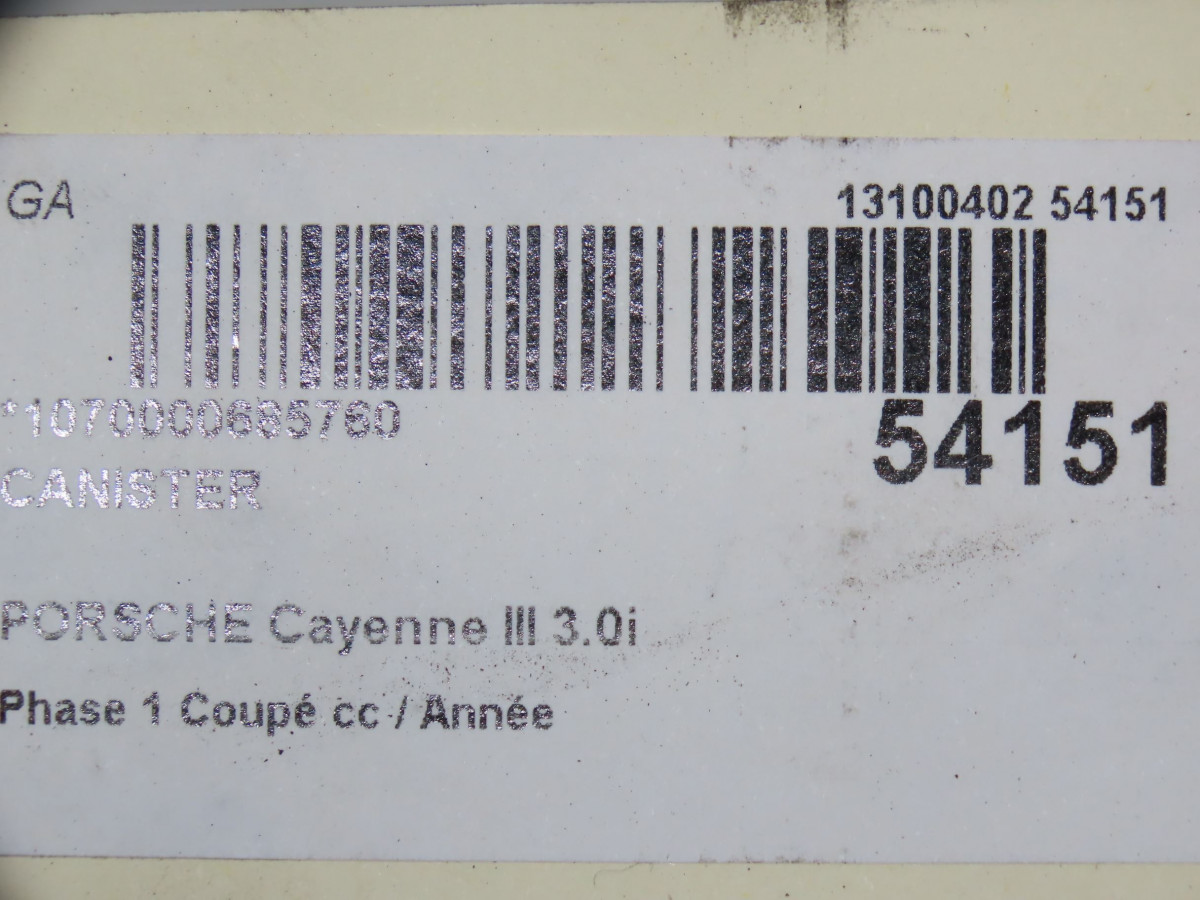 GA
13100402 54151
*1070000685760
54151
CANISTER
PORSCHE Cayenne III 3.0i
Phase 1 Coupé cc / Année